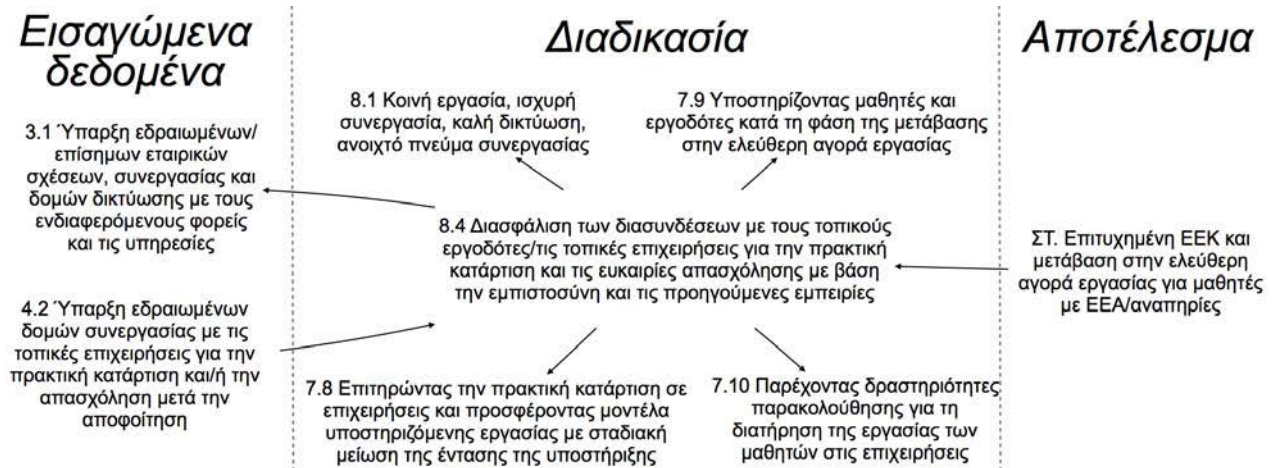 Εισαγώμενα
δεδομένα
3.1 Ύπαρξη εδραιωμένων/
επίσημων εταιρικών
σχέσεων, συνεργασίας και
δομών δικτύωσης με τους
ενδιαφερόμενους φορείς
και τις υπηρεσίες
4.2 Ύπαρξη εδραιωμένων
δομών συνεργασίας με τις
τοπικές επιχειρήσεις για την
πρακτική κατάρτιση και/ή την
απασχόληση μετά την
αποφοίτηση
Διαδικασία
8.1 Κοινή εργασία, ισχυρή
συνεργασία, καλή δικτύωση,
ανοιχτό πνεύμα συνεργασίας
7.9 Υποστηρίζοντας μαθητές και
εργοδότες κατά τη φάση της μετάβασης
στην ελεύθερη αγορά εργασίας
8.4 Διασφάλιση των διασυνδέσεων με τους τοπικούς
εργοδότες/τις τοπικές επιχειρήσεις για την πρακτική
κατάρτιση και τις ευκαιρίες απασχόλησης με βάση
την εμπιστοσύνη και τις προηγούμενες εμπειρίες
7.8 Επιτηρώντας την πρακτική κατάρτιση σε
επιχειρήσεις και προσφέροντας μοντέλα
υποστηριζόμενης εργασίας με σταδιακή
μείωση της έντασης της υποστήριξης
7.10 Παρέχοντας δραστηριότητες
παρακολούθησης για τη
διατήρηση της εργασίας των
μαθητών στις επιχειρήσεις
Αποτέλεσμα
ΣΤ. Επιτυχημένη ΕΕΚ και
μετάβαση στην ελεύθερη
αγορά εργασίας για μαθητές
με ΕΕΑ/αναπηρίες